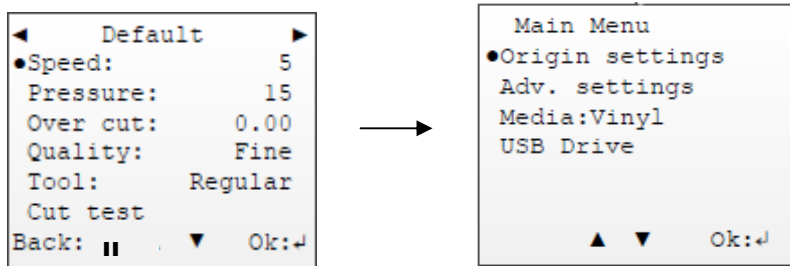 ◄ Default ►
●Speed: 5
Pressure: 15
Over cut: 0.00
Quality: Fine
Tool: Regular
Cut test
Back: ⏸ ▼ Ok:↵
Main Menu
●Origin settings
Adv. settings
Media:Vinyl
USB Drive
▲ ▼ Ok:↵